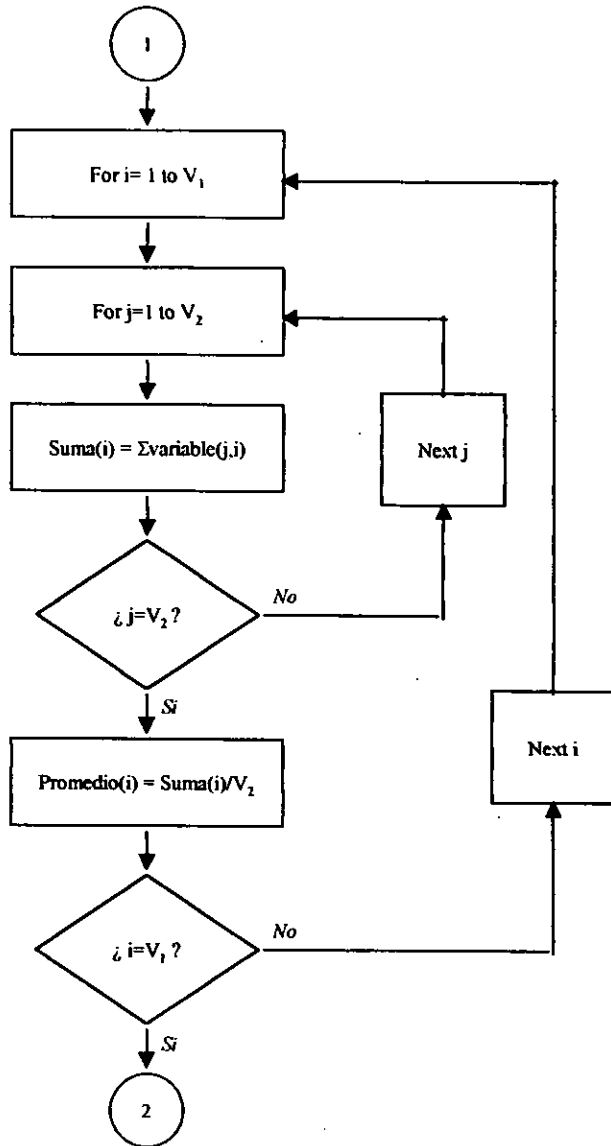 1
For i= 1 to V₁
For j=1 to V₂
Suma(i) = Σvariable(j,i)
Next j
¿ j=V₂ ?
No
Si
Promedio(i) = Suma(i)/V₂
Next i
¿ i=V₁ ?
No
Si
2